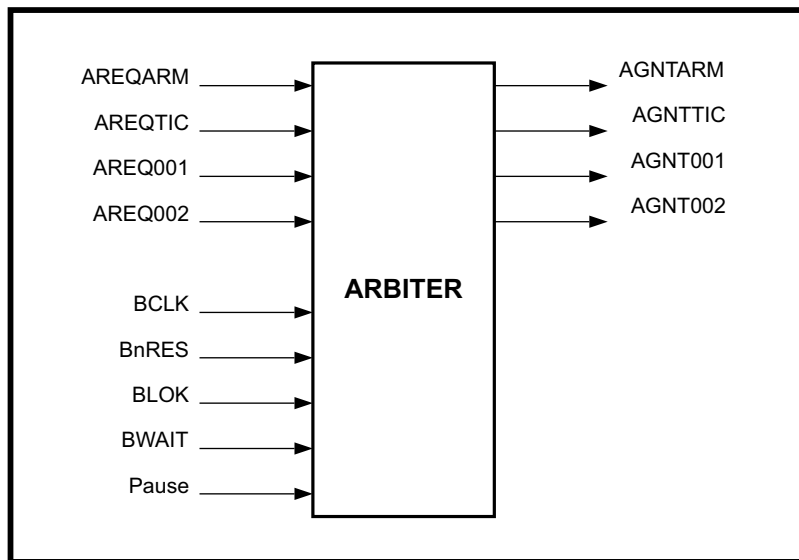 AREQARM
AREQTIC
AREQ001
AREQ002
BCLK
BnRES
BLOK
BWAIT
Pause
ARBITER
AGNTARM
AGNTTIC
AGNT001
AGNT002